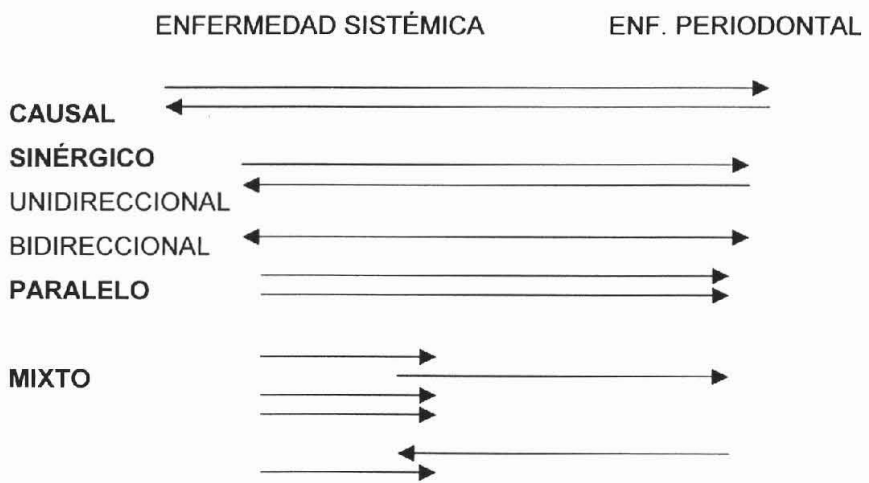 ENFERMEDAD SISTÉMICA ENF. PERIODONTAL
CAUSAL
SINÉRGICO
UNIDIRECCIONAL
BIDIRECCIONAL
PARALELO
MIXTO